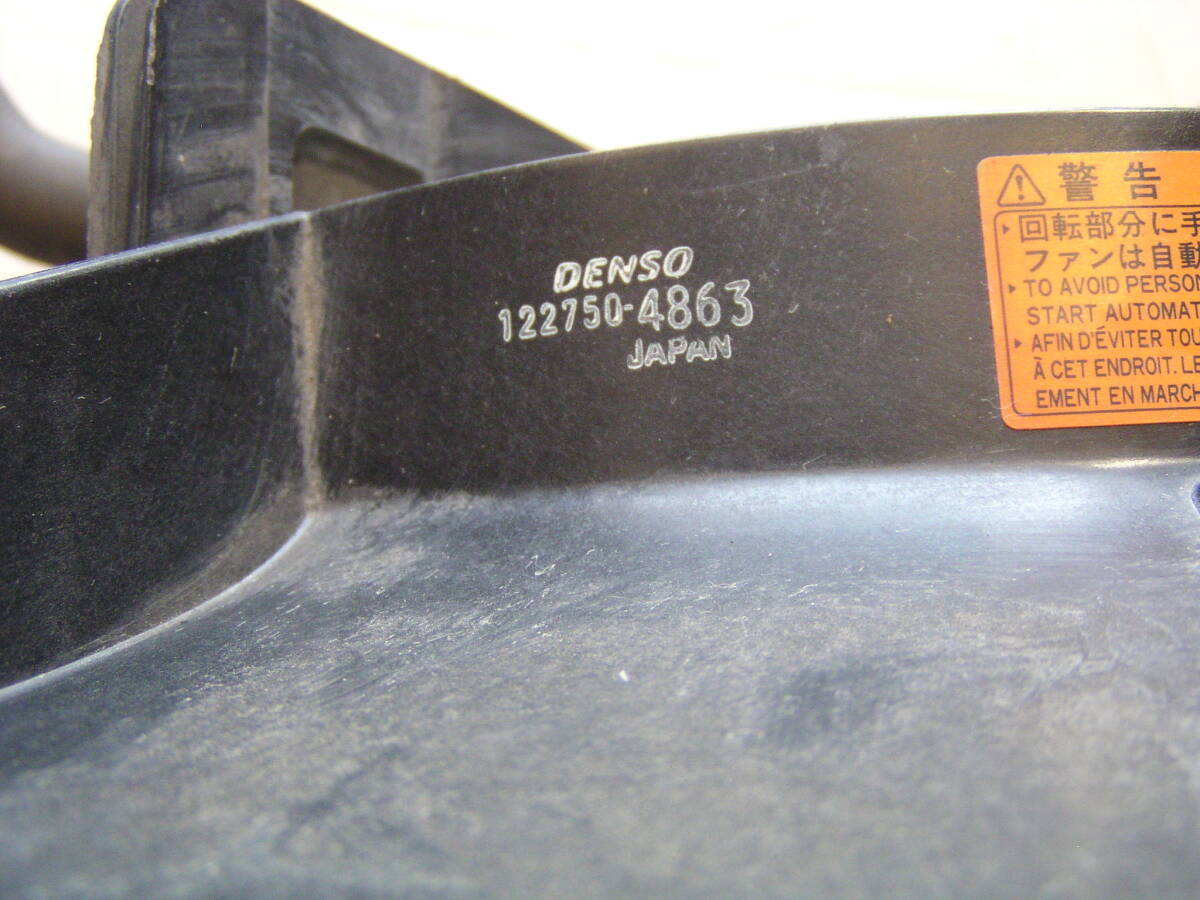 DENSO
122750-4863
JAPAN
警告
回転部分に手
ファンは自動
TO AVOID PERSON
START AUTOMAT
AFIN D'ÉVITER TOU
À CET ENDROIT. LE
EMENT EN MARCH